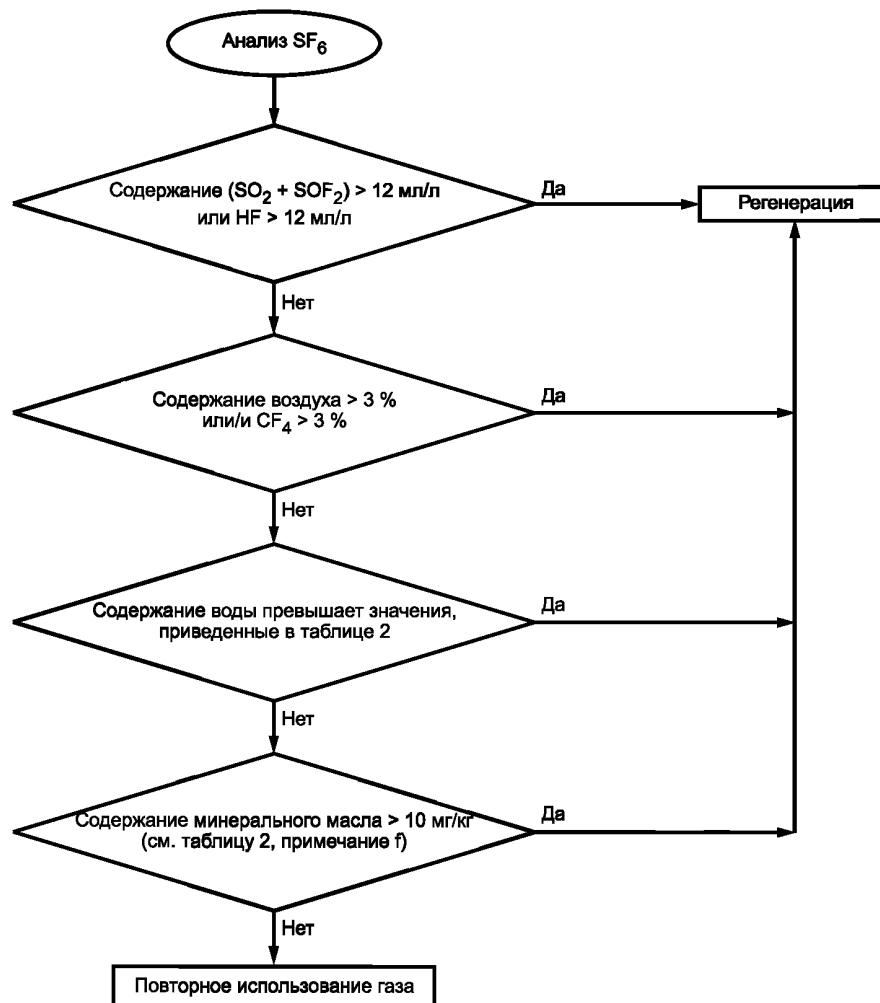 Анализ SF₆
Содержание (SO₂ + SOF₂) > 12 мл/л
или HF > 12 мл/л
Да
Регенерация
Нет
Содержание воздуха > 3 %
или/и CF₄ > 3 %
Да
Нет
Содержание воды превышает значения,
приведенные в таблице 2
Да
Нет
Содержание минерального масла > 10 мг/кг
(см. таблицу 2, примечание f)
Да
Нет
Повторное использование газа